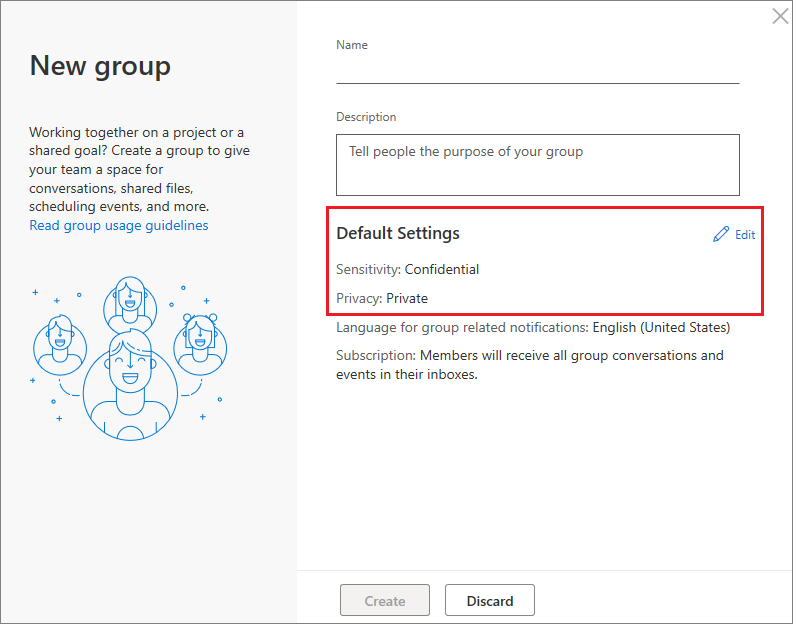 New group
Working together on a project or a
shared goal? Create a group to give
your team a space for
conversations, shared files,
scheduling events, and more.
Read group usage guidelines
Name
Description
Tell people the purpose of your group
Default Settings
Edit
Sensitivity: Confidential
Privacy: Private
Language for group related notifications: English (United States)
Subscription: Members will receive all group conversations and
events in their inboxes.
Create
Discard